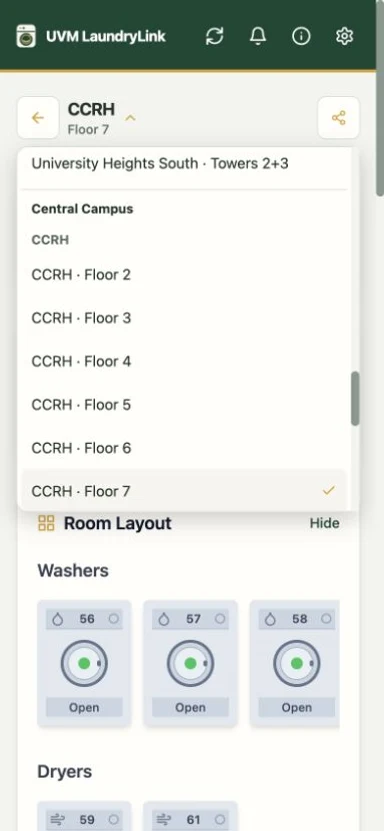 UVM LaundryLink
CCRH
Floor 7
University Heights South · Towers 2+3
Central Campus
CCRH
CCRH · Floor 2
CCRH · Floor 3
CCRH · Floor 4
CCRH · Floor 5
CCRH · Floor 6
CCRH · Floor 7
Room Layout Hide
Washers
56 57 58
Open Open Open
Dryers
59 61